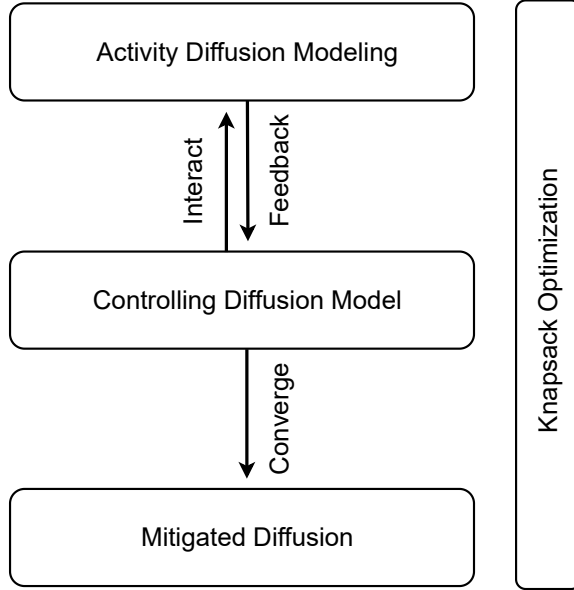 Activity Diffusion Modeling
Interact
Feedback
Controlling Diffusion Model
Converge
Mitigated Diffusion
Knapsack Optimization